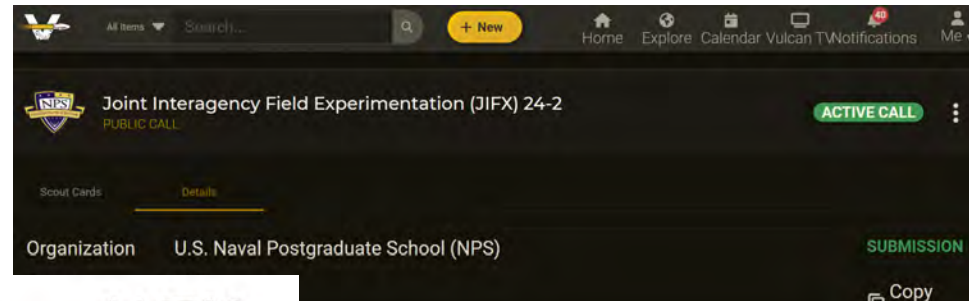 All Items Search... + New Home Explore Calendar Vulcan TV Notifications 40 Me
NPS Joint Interagency Field Experimentation (JIFX) 24-2
PUBLIC CALL
ACTIVE CALL
Scout Cards Details
Organization U.S. Naval Postgraduate School (NPS)
SUBMISSION
Copy